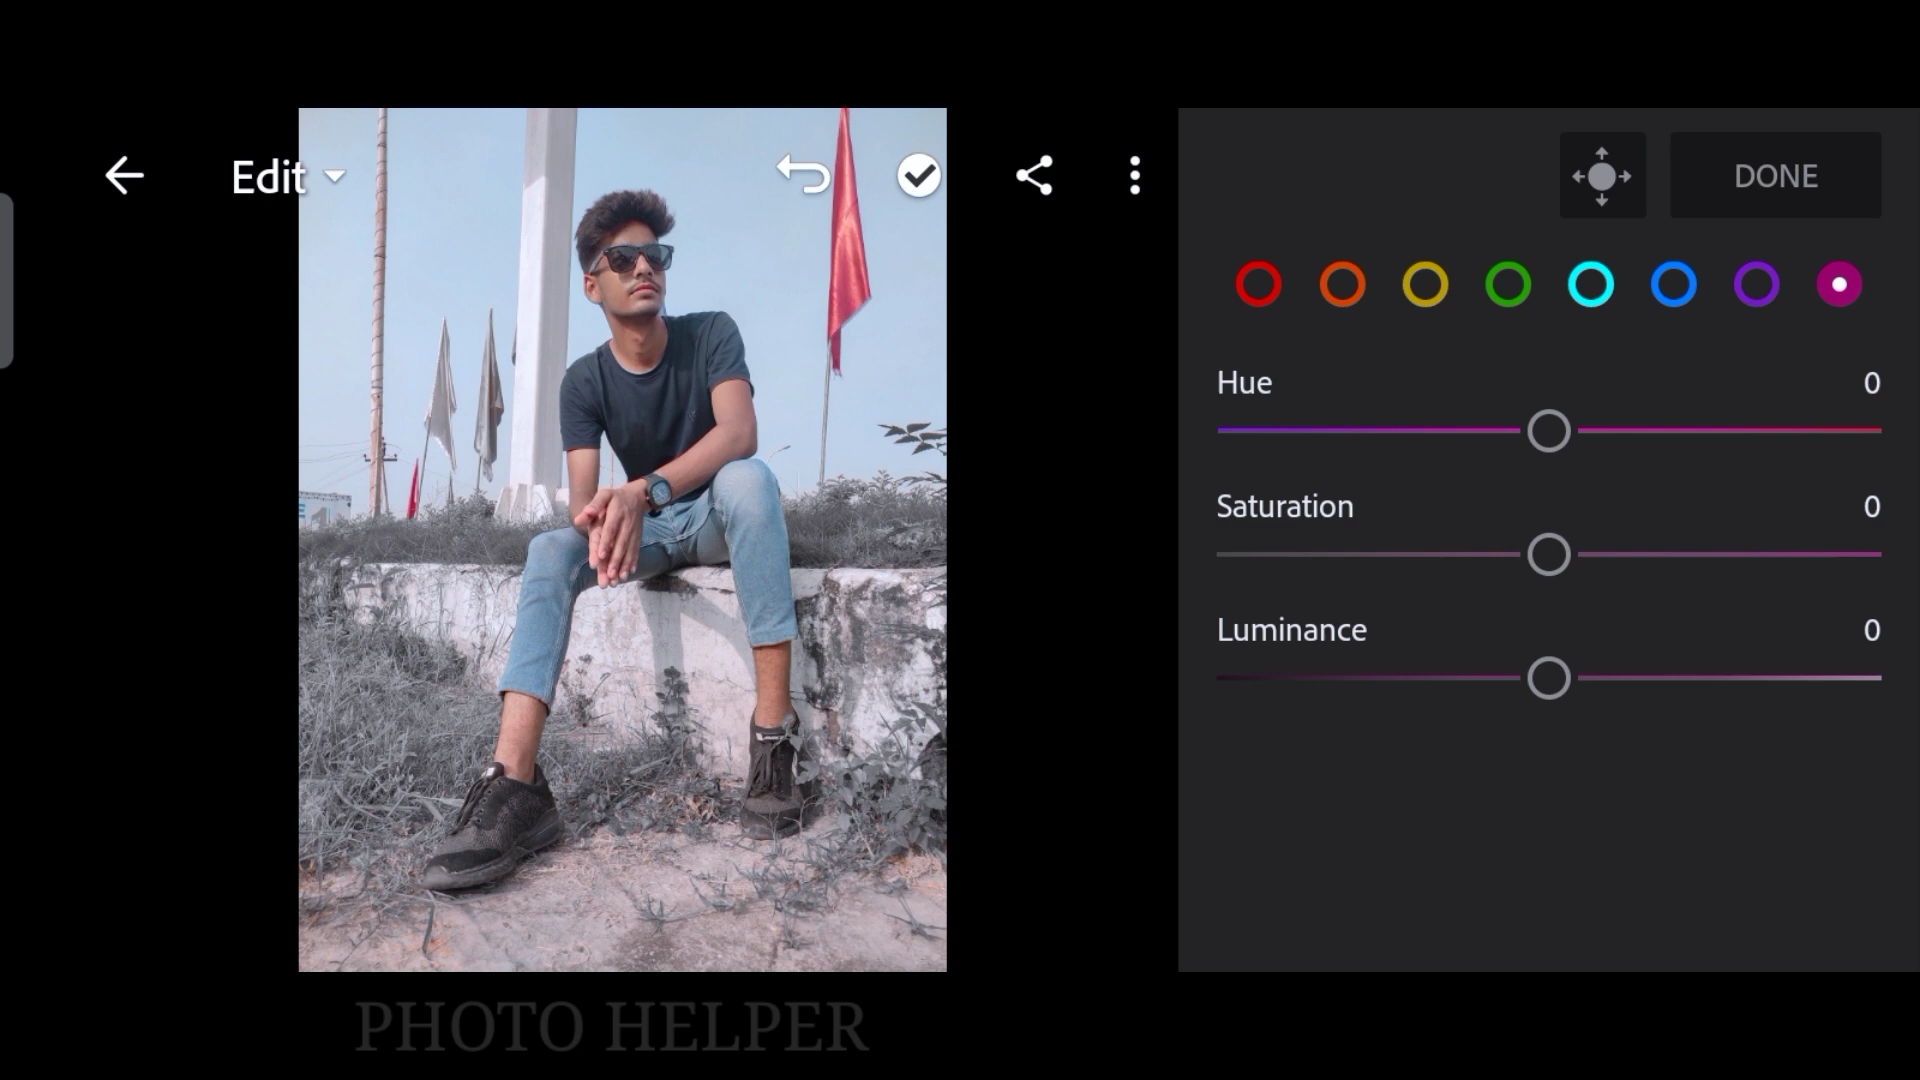 Edit
DONE
Hue 0
Saturation 0
Luminance 0
PHOTO HELPER